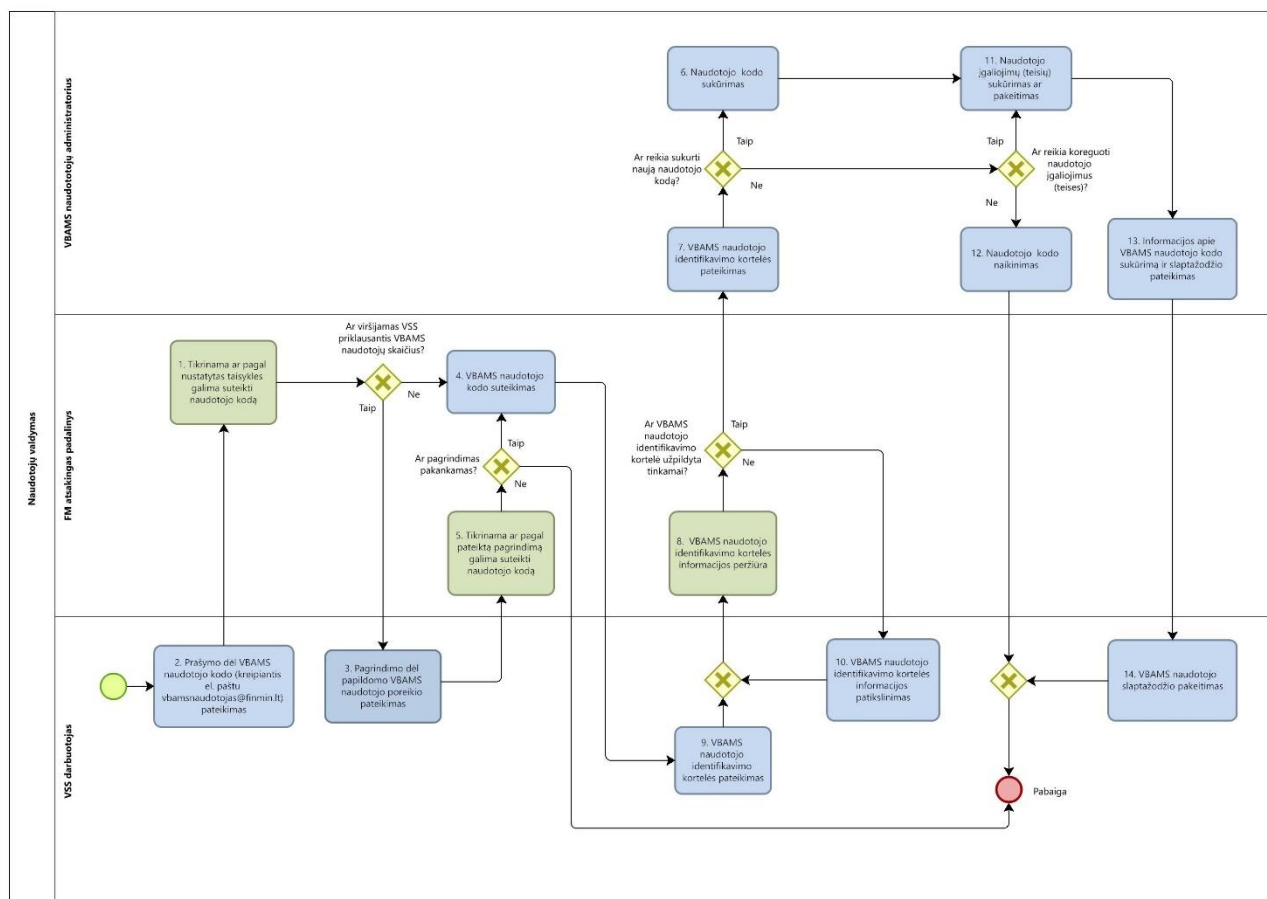 Naudotojų valdymas
VBAMS naudototojų administratorius
6. Naudotojo kodo
sukūrimas
11. Naudotojo
įgaliojimų (teisių)
sukūrimas ar
pakeitimas
Taip
Ar reikia sukurti
naują naudotojo
kodą?
Ne
Taip
Ar reikia koreguoti
naudotojo
įgaliojimus
(teises)?
Ne
7. VBAMS naudotojo
identifikavimo kortelės
pateikimas
12. Naudotojo kodo
naikinimas
13. Informacijos apie
VBAMS naudotojo kodo
sukūrimą ir slaptažodžio
pateikimas
FM atsakingas padalinys
1. Tikrinama ar pagal
nustatytas taisykles
galima suteikti
naudotojo kodą
Ar viršijamas VSS
priklausantis VBAMS
naudotojų skaičius?
Ne
Taip
4. VBAMS naudotojo
kodo suteikimas
Taip
Ar pagrindimas
pakankamas?
Ne
5. Tikrinama ar pagal
pateiktą pagrindimą
galima suteikti
naudotojo kodą
Ar VBAMS
naudotojo
identifikavimo
kortelė užpildyta
tinkamai?
Taip
Ne
8. VBAMS naudotojo
identifikavimo kortelės
informacijos peržiūra
VSS darbuotojas
2. Prašymo dėl VBAMS
naudotojo kodo (kreipiantis
el. paštu
vbamsnaudotojas@finmin.lt)
pateikimas
3. Pagrindimo dėl
papildomo VBAMS
naudotojo poreikio
pateikimas
9. VBAMS
naudotojo
identifikavimo
kortelės pateikimas
10. VBAMS naudotojo
identifikavimo kortelės
informacijos
patikslinimas
14. VBAMS naudotojo
slaptažodžio pakeitimas
Pabaiga